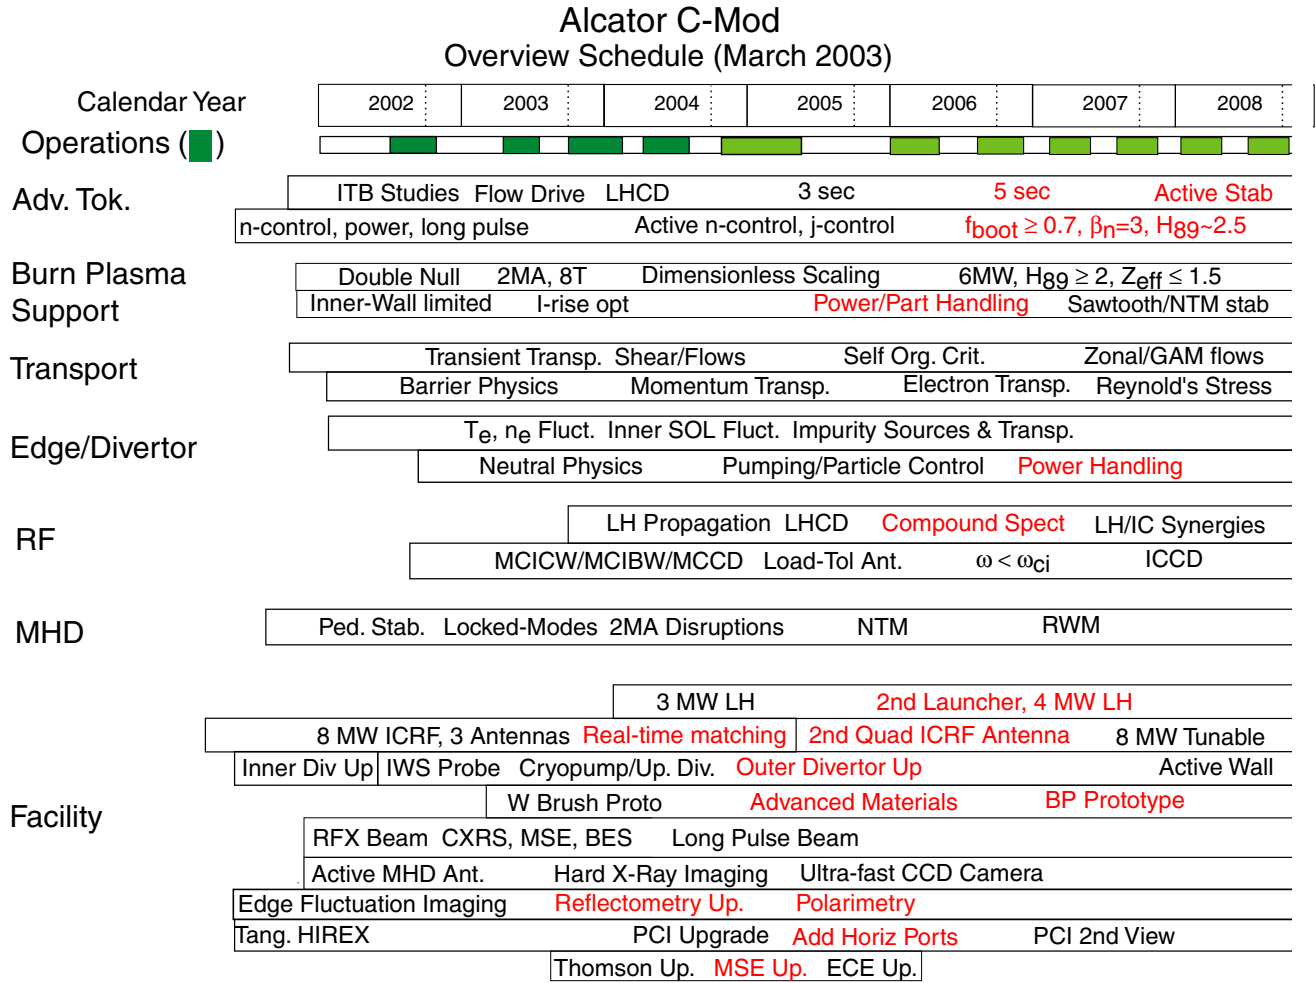 Alcator C-Mod
Overview Schedule (March 2003)
Calendar Year 2002 2003 2004 2005 2006 2007 2008
Operations ( )
Adv. Tok.
ITB Studies Flow Drive LHCD 3 sec 5 sec Active Stab
n-control, power, long pulse Active n-control, j-control fboot ≥ 0.7, βn=3, H89~2.5
Burn Plasma
Support
Double Null 2MA, 8T Dimensionless Scaling 6MW, H89 ≥ 2, Zeff ≤ 1.5
Inner-Wall limited I-rise opt Power/Part Handling Sawtooth/NTM stab
Transport
Transient Transp. Shear/Flows Self Org. Crit. Zonal/GAM flows
Barrier Physics Momentum Transp. Electron Transp. Reynold's Stress
Edge/Divertor
Te, ne Fluct. Inner SOL Fluct. Impurity Sources & Transp.
Neutral Physics Pumping/Particle Control Power Handling
RF
LH Propagation LHCD Compound Spect LH/IC Synergies
MCICW/MCIBW/MCCD Load-Tol Ant. ω < ωci ICCD
MHD
Ped. Stab. Locked-Modes 2MA Disruptions NTM RWM
Facility
3 MW LH 2nd Launcher, 4 MW LH
8 MW ICRF, 3 Antennas Real-time matching 2nd Quad ICRF Antenna 8 MW Tunable
Inner Div Up IWS Probe Cryopump/Up. Div. Outer Divertor Up Active Wall
W Brush Proto Advanced Materials BP Prototype
RFX Beam CXRS, MSE, BES Long Pulse Beam
Active MHD Ant. Hard X-Ray Imaging Ultra-fast CCD Camera
Edge Fluctuation Imaging Reflectometry Up. Polarimetry
Tang. HIREX PCI Upgrade Add Horiz Ports PCI 2nd View
Thomson Up. MSE Up. ECE Up.